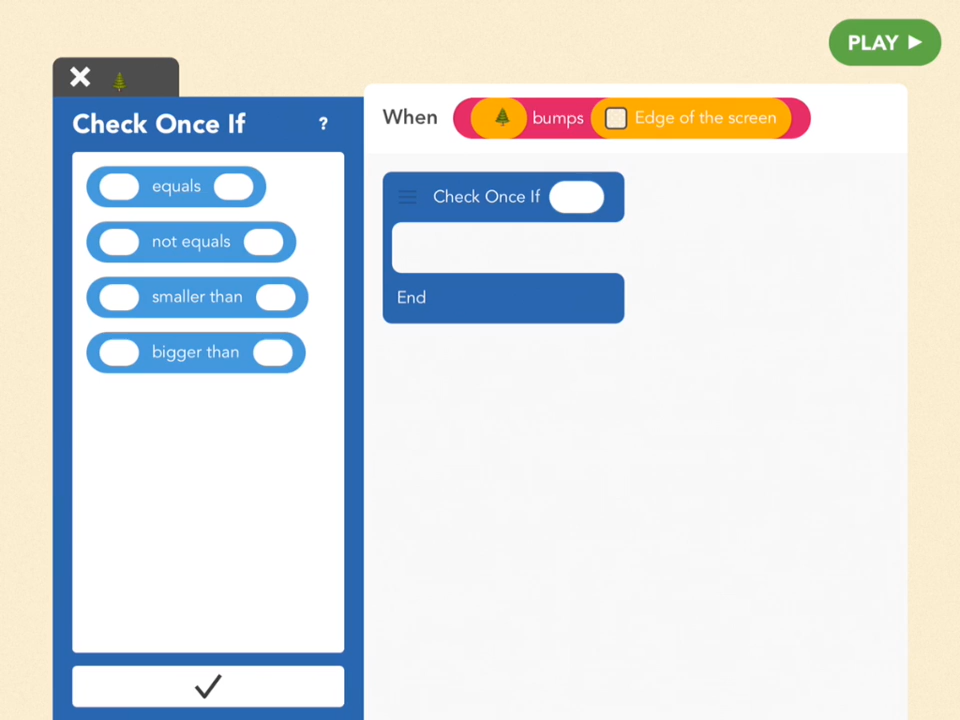 PLAY
Check Once If ?
equals
not equals
smaller than
bigger than
When bumps Edge of the screen
Check Once If
End